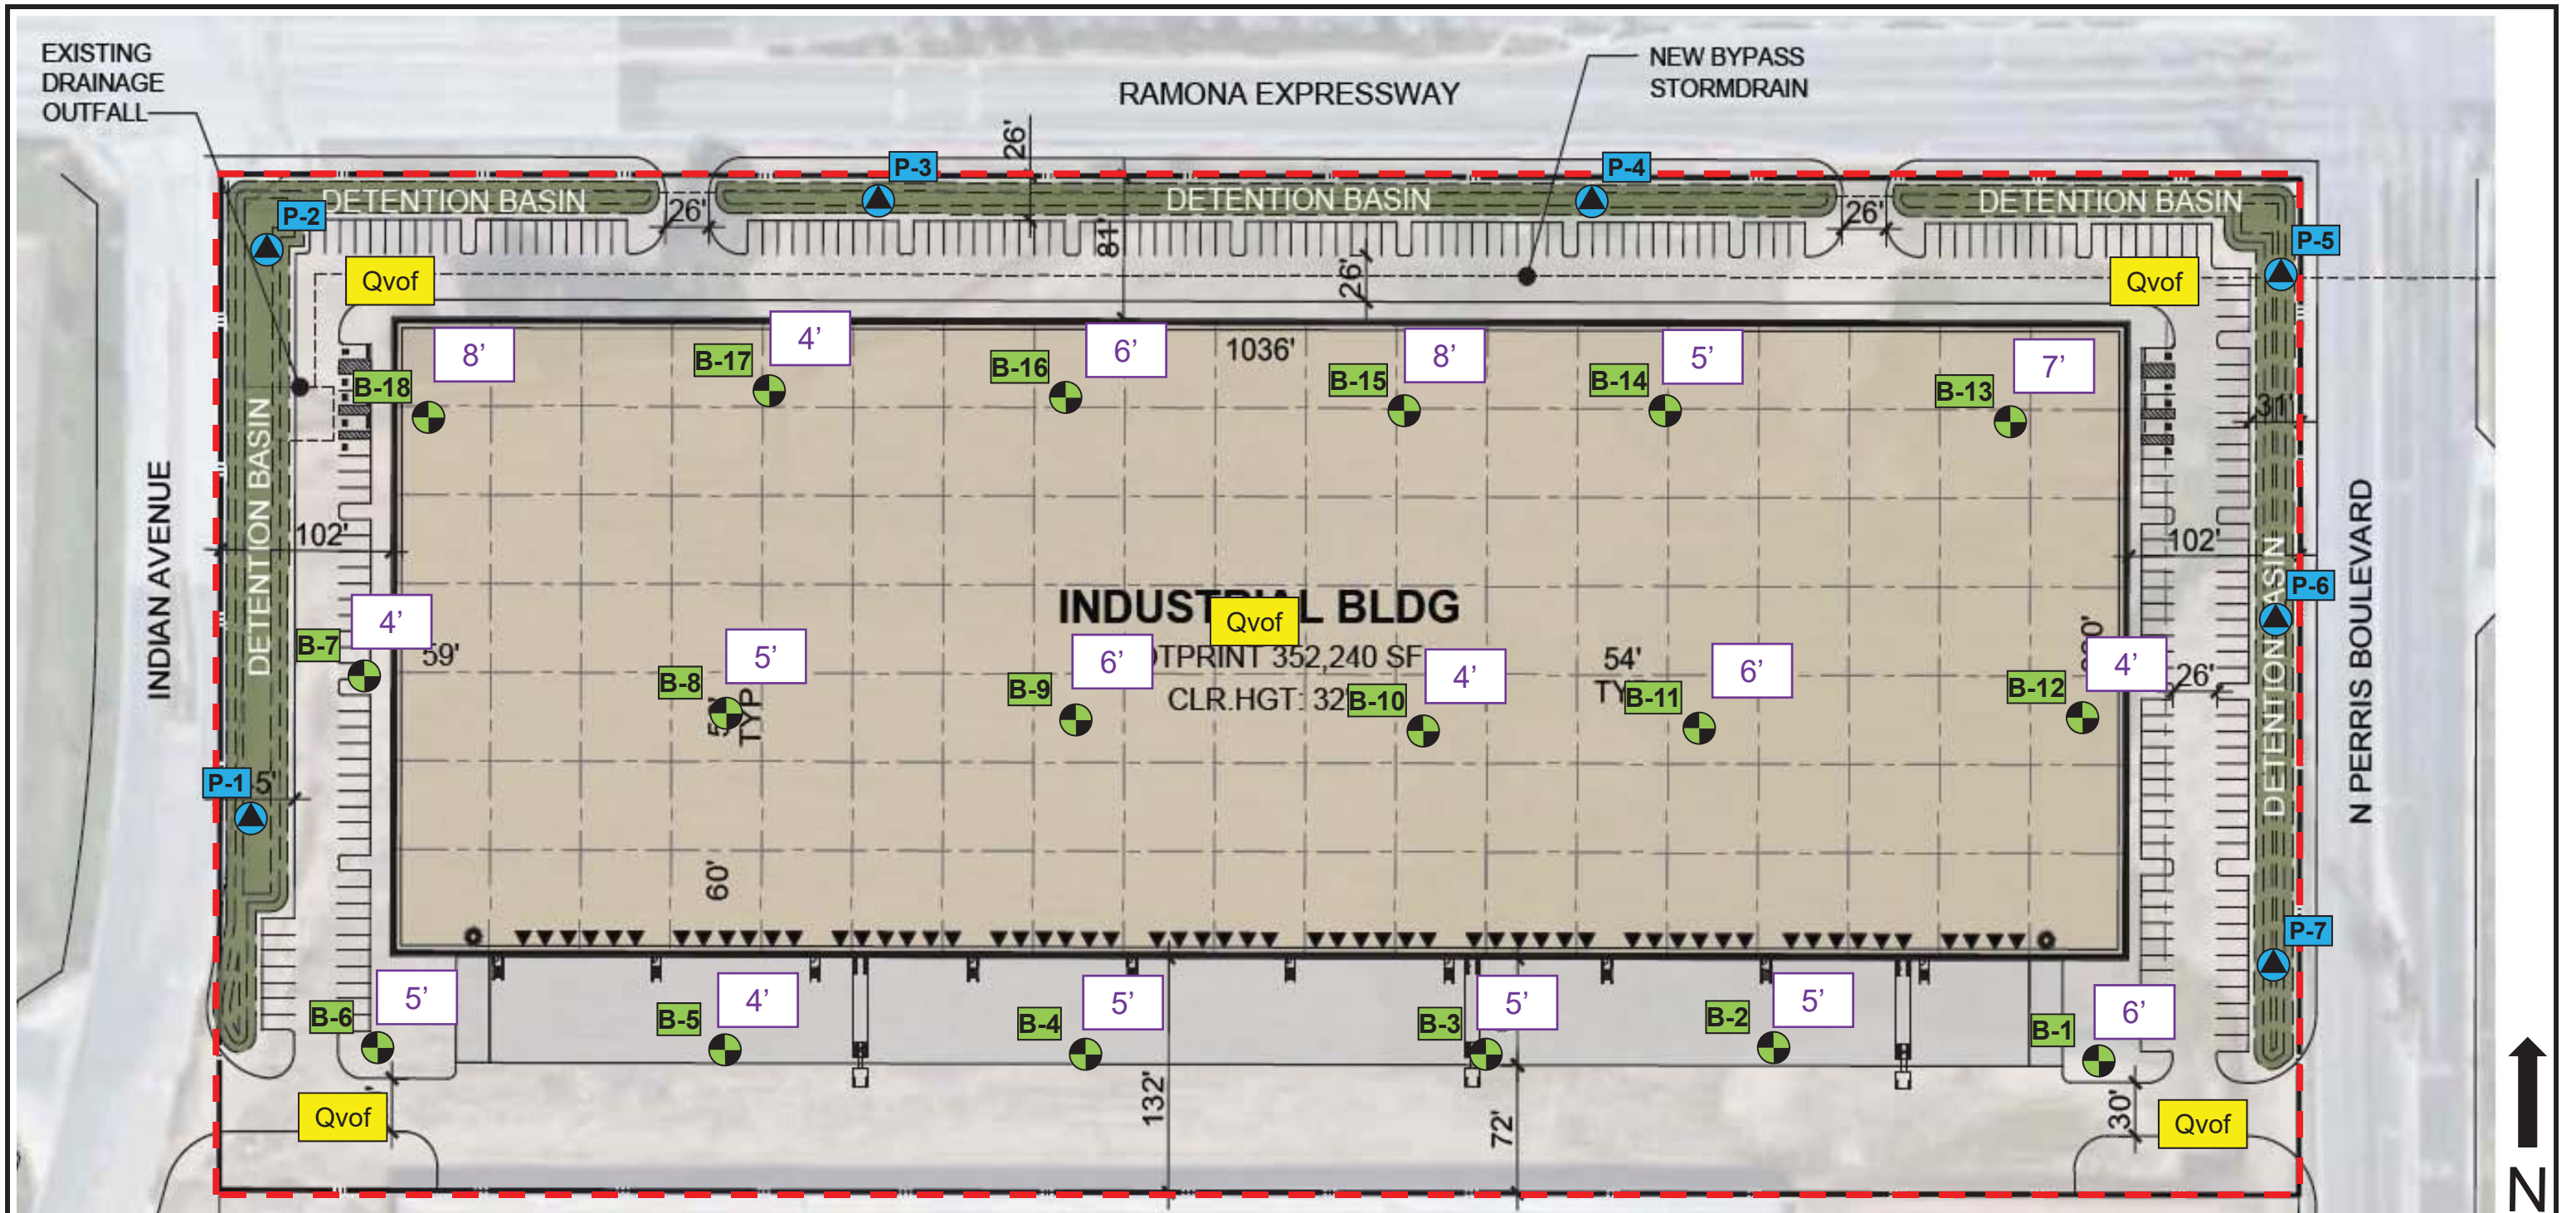 EXISTING
DRAINAGE
OUTFALL
RAMONA EXPRESSWAY
NEW BYPASS
STORMDRAIN
26'
P-3
P-4
DETENTION BASIN
DETENTION BASIN
DETENTION BASIN
P-2
26'
26'
81'
26'
P-5
Qvof
Qvof
8'
4'
6'
1036'
8'
5'
7'
B-18
B-17
B-16
B-15
B-14
B-13
31'
INDIAN AVENUE
DETENTION BASIN
102'
102'
N PERRIS BOULEVARD
DETENTION BASIN
P-6
INDUSTRIAL BLDG
Qvof
352,240 SF
CLR.HGT:
4'
B-7
59'
5'
B-8
TYP
6'
B-9
4'
B-10
54'
6'
B-11
4'
B-12
26'
P-1
60'
P-7
5'
B-6
4'
B-5
5'
B-4
5'
B-3
5'
B-2
6'
B-1
132'
72'
30'
Qvof
Qvof
N